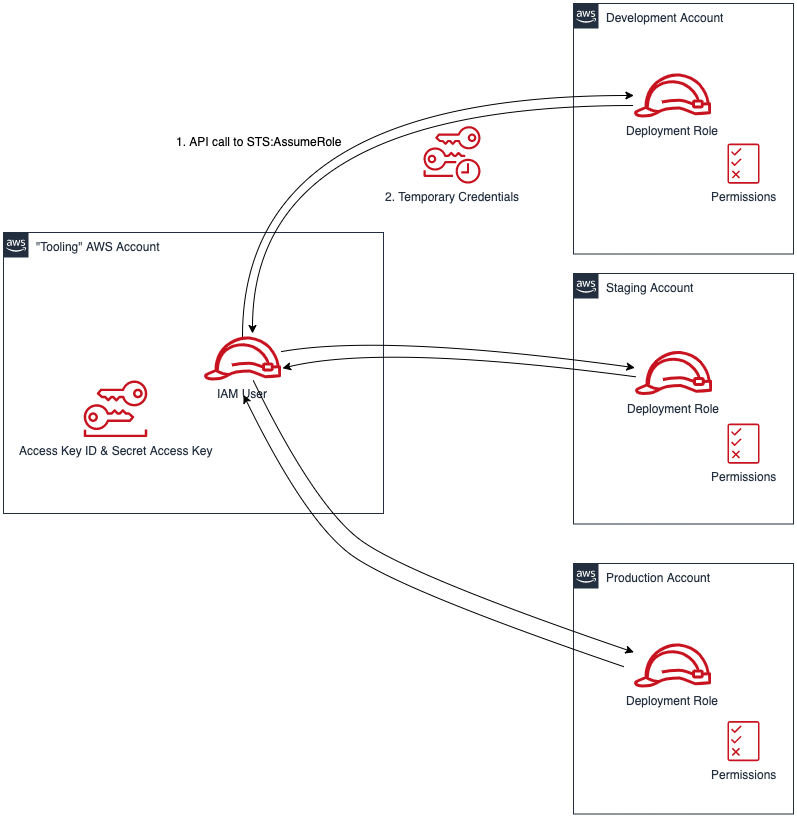 aws
Development Account
Deployment Role
Permissions
1. API call to STS:AssumeRole
2. Temporary Credentials
aws
"Tooling" AWS Account
IAM User
Access Key ID & Secret Access Key
aws
Staging Account
Deployment Role
Permissions
aws
Production Account
Deployment Role
Permissions